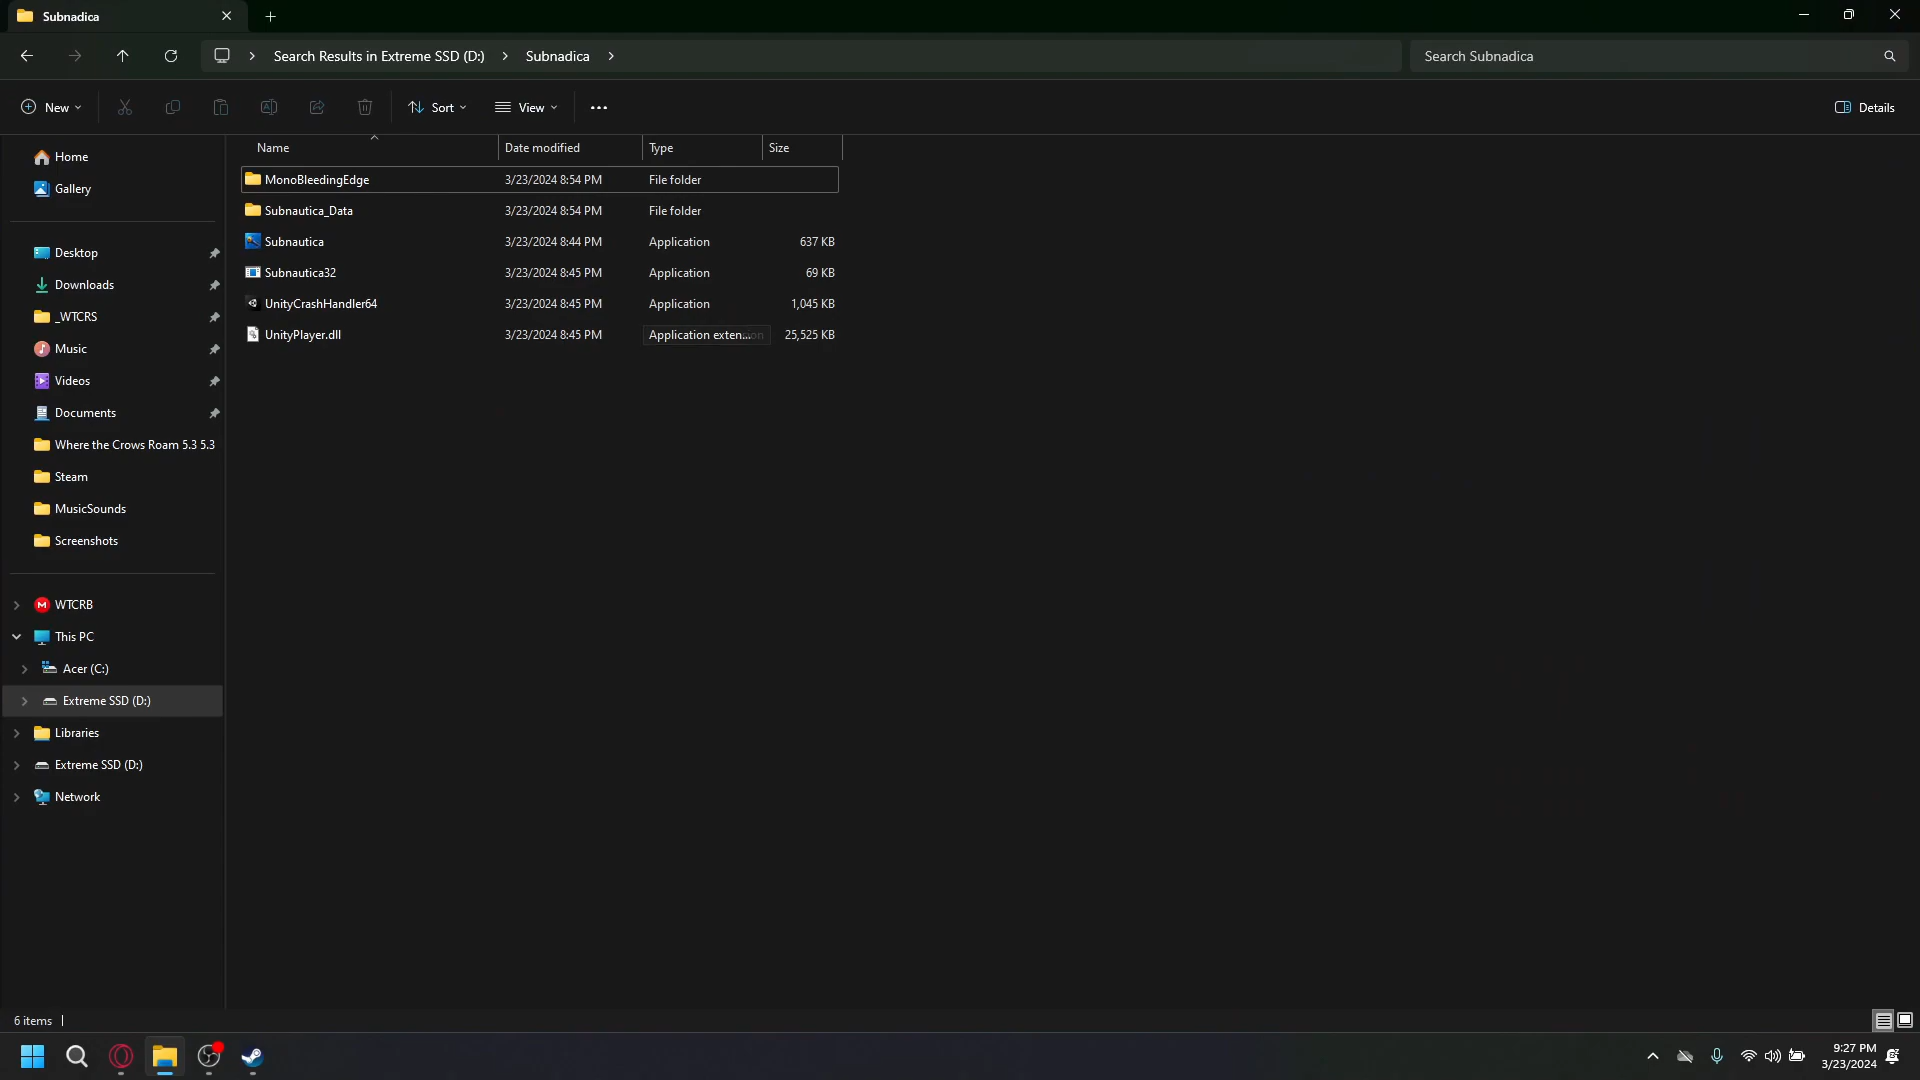 Subnadica
Search Results in Extreme SSD (D:) Subnadica
Search Subnadica
New
Sort
View
Details
Name Date modified Type Size
MonoBleedingEdge 3/23/2024 8:54 PM File folder
Subnautica_Data 3/23/2024 8:54 PM File folder
Subnautica 3/23/2024 8:44 PM Application 637 KB
Subnautica32 3/23/2024 8:45 PM Application 69 KB
UnityCrashHandler64 3/23/2024 8:45 PM Application 1,045 KB
UnityPlayer.dll 3/23/2024 8:45 PM Application exten... 25,525 KB
Home
Gallery
Desktop
Downloads
_WTCRS
Music
Videos
Documents
Where the Crows Roam 5.3 5.3
Steam
MusicSounds
Screenshots
WTCRB
This PC
Acer (C:)
Extreme SSD (D:)
Libraries
Extreme SSD (D:)
Network
6 items
9:27 PM
3/23/2024